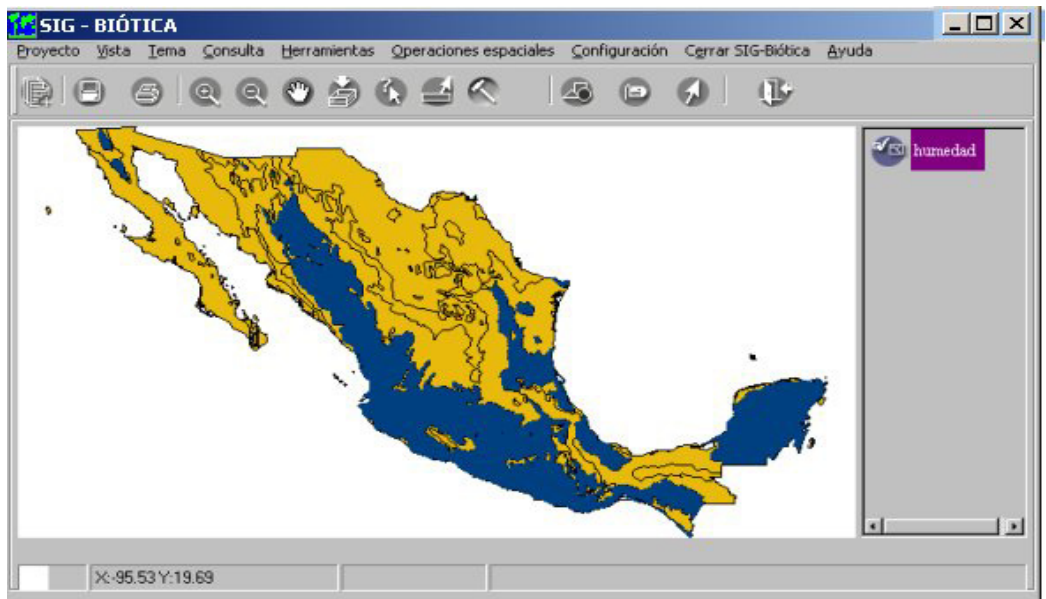 SIG - BIÓTICA
Proyecto Vista Tema Consulta Herramientas Operaciones espaciales Configuración Cerrar SIG-Biótica Ayuda
humedad
X:-95.53 Y:19.69